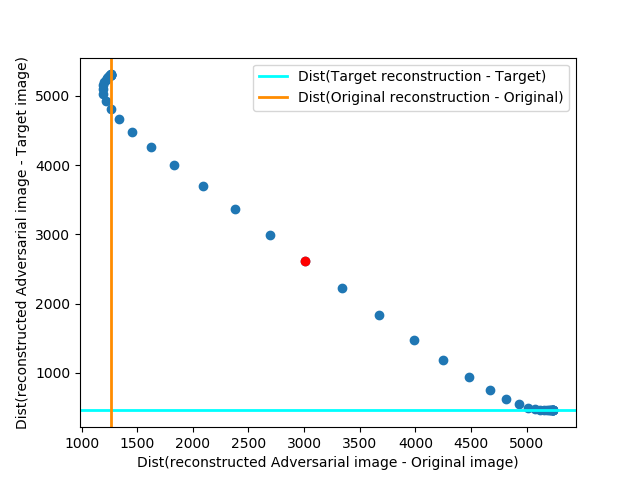 Dist(Target reconstruction - Target)
Dist(Original reconstruction - Original)
Dist(reconstructed Adversarial image - Target image)
5000
4000
3000
2000
1000
1000 1500 2000 2500 3000 3500 4000 4500 5000
Dist(reconstructed Adversarial image - Original image)